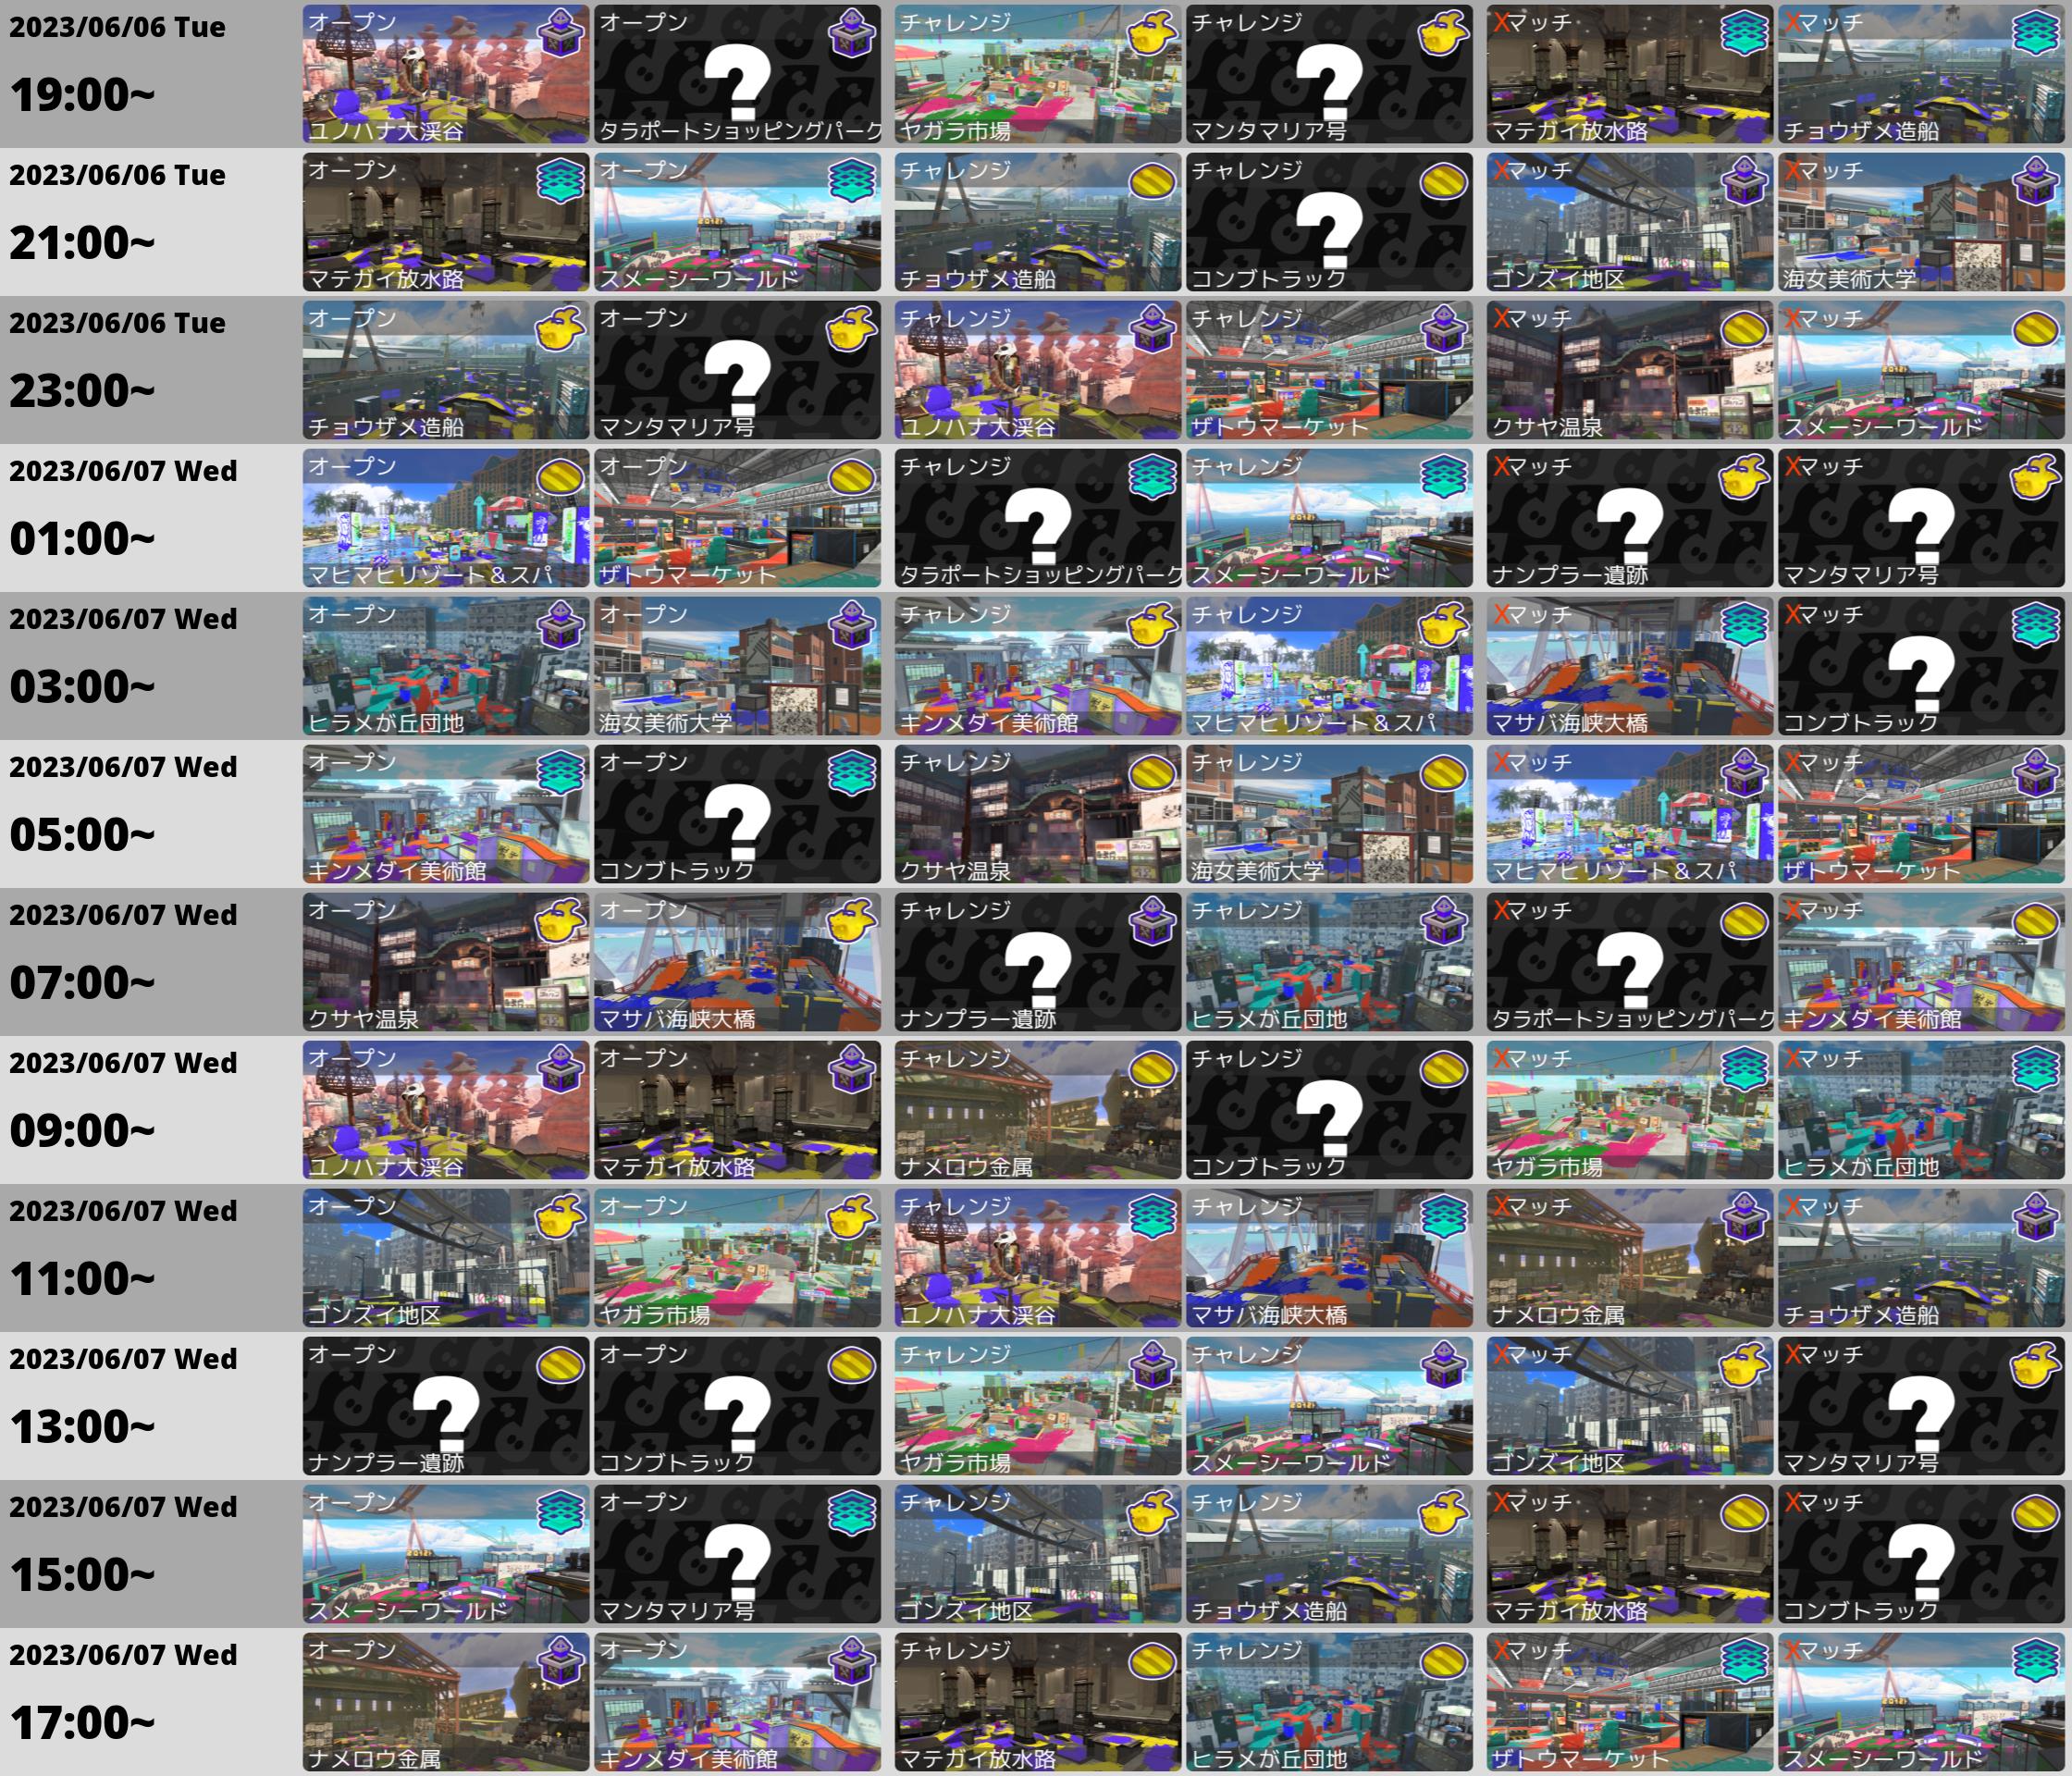 2023/06/06 Tue
19:00~
オープン
オープン
チャレンジ
チャレンジ
Xマッチ
Xマッチ
ユノハナ大渓谷
タラポートショッピングパーク
ヤガラ市場
マンタマリア号
マテガイ放水路
チョウザメ造船
2023/06/06 Tue
21:00~
オープン
オープン
チャレンジ
チャレンジ
Xマッチ
Xマッチ
マテガイ放水路
スメーシーワールド
チョウザメ造船
コンブトラック
ゴンズイ地区
海女美術大学
2023/06/06 Tue
23:00~
オープン
オープン
チャレンジ
チャレンジ
Xマッチ
Xマッチ
チョウザメ造船
マンタマリア号
ユノハナ大渓谷
ザトウマーケット
クサヤ温泉
スメーシーワールド
2023/06/07 Wed
01:00~
オープン
オープン
チャレンジ
チャレンジ
Xマッチ
Xマッチ
マヒマヒリゾート＆スパ
ザトウマーケット
タラポートショッピングパーク
スメーシーワールド
ナンプラー遺跡
マンタマリア号
2023/06/07 Wed
03:00~
オープン
オープン
チャレンジ
チャレンジ
Xマッチ
Xマッチ
ヒラメが丘団地
海女美術大学
キンメダイ美術館
マヒマヒリゾート＆スパ
マサバ海峡大橋
コンブトラック
2023/06/07 Wed
05:00~
オープン
オープン
チャレンジ
チャレンジ
Xマッチ
Xマッチ
キンメダイ美術館
コンブトラック
クサヤ温泉
海女美術大学
マヒマヒリゾート＆スパ
ザトウマーケット
2023/06/07 Wed
07:00~
オープン
オープン
チャレンジ
チャレンジ
Xマッチ
Xマッチ
クサヤ温泉
マサバ海峡大橋
ナンプラー遺跡
ヒラメが丘団地
タラポートショッピングパーク
キンメダイ美術館
2023/06/07 Wed
09:00~
オープン
オープン
チャレンジ
チャレンジ
Xマッチ
Xマッチ
ユノハナ大渓谷
マテガイ放水路
ナメロウ金属
コンブトラック
ヤガラ市場
ヒラメが丘団地
2023/06/07 Wed
11:00~
オープン
オープン
チャレンジ
チャレンジ
Xマッチ
Xマッチ
ゴンズイ地区
ヤガラ市場
ユノハナ大渓谷
マサバ海峡大橋
ナメロウ金属
チョウザメ造船
2023/06/07 Wed
13:00~
オープン
オープン
チャレンジ
チャレンジ
Xマッチ
Xマッチ
ナンプラー遺跡
コンブトラック
ヤガラ市場
スメーシーワールド
ゴンズイ地区
マンタマリア号
2023/06/07 Wed
15:00~
オープン
オープン
チャレンジ
チャレンジ
Xマッチ
Xマッチ
スメーシーワールド
マンタマリア号
ゴンズイ地区
チョウザメ造船
マテガイ放水路
コンブトラック
2023/06/07 Wed
17:00~
オープン
オープン
チャレンジ
チャレンジ
Xマッチ
Xマッチ
ナメロウ金属
キンメダイ美術館
マテガイ放水路
ヒラメが丘団地
ザトウマーケット
スメーシーワールド